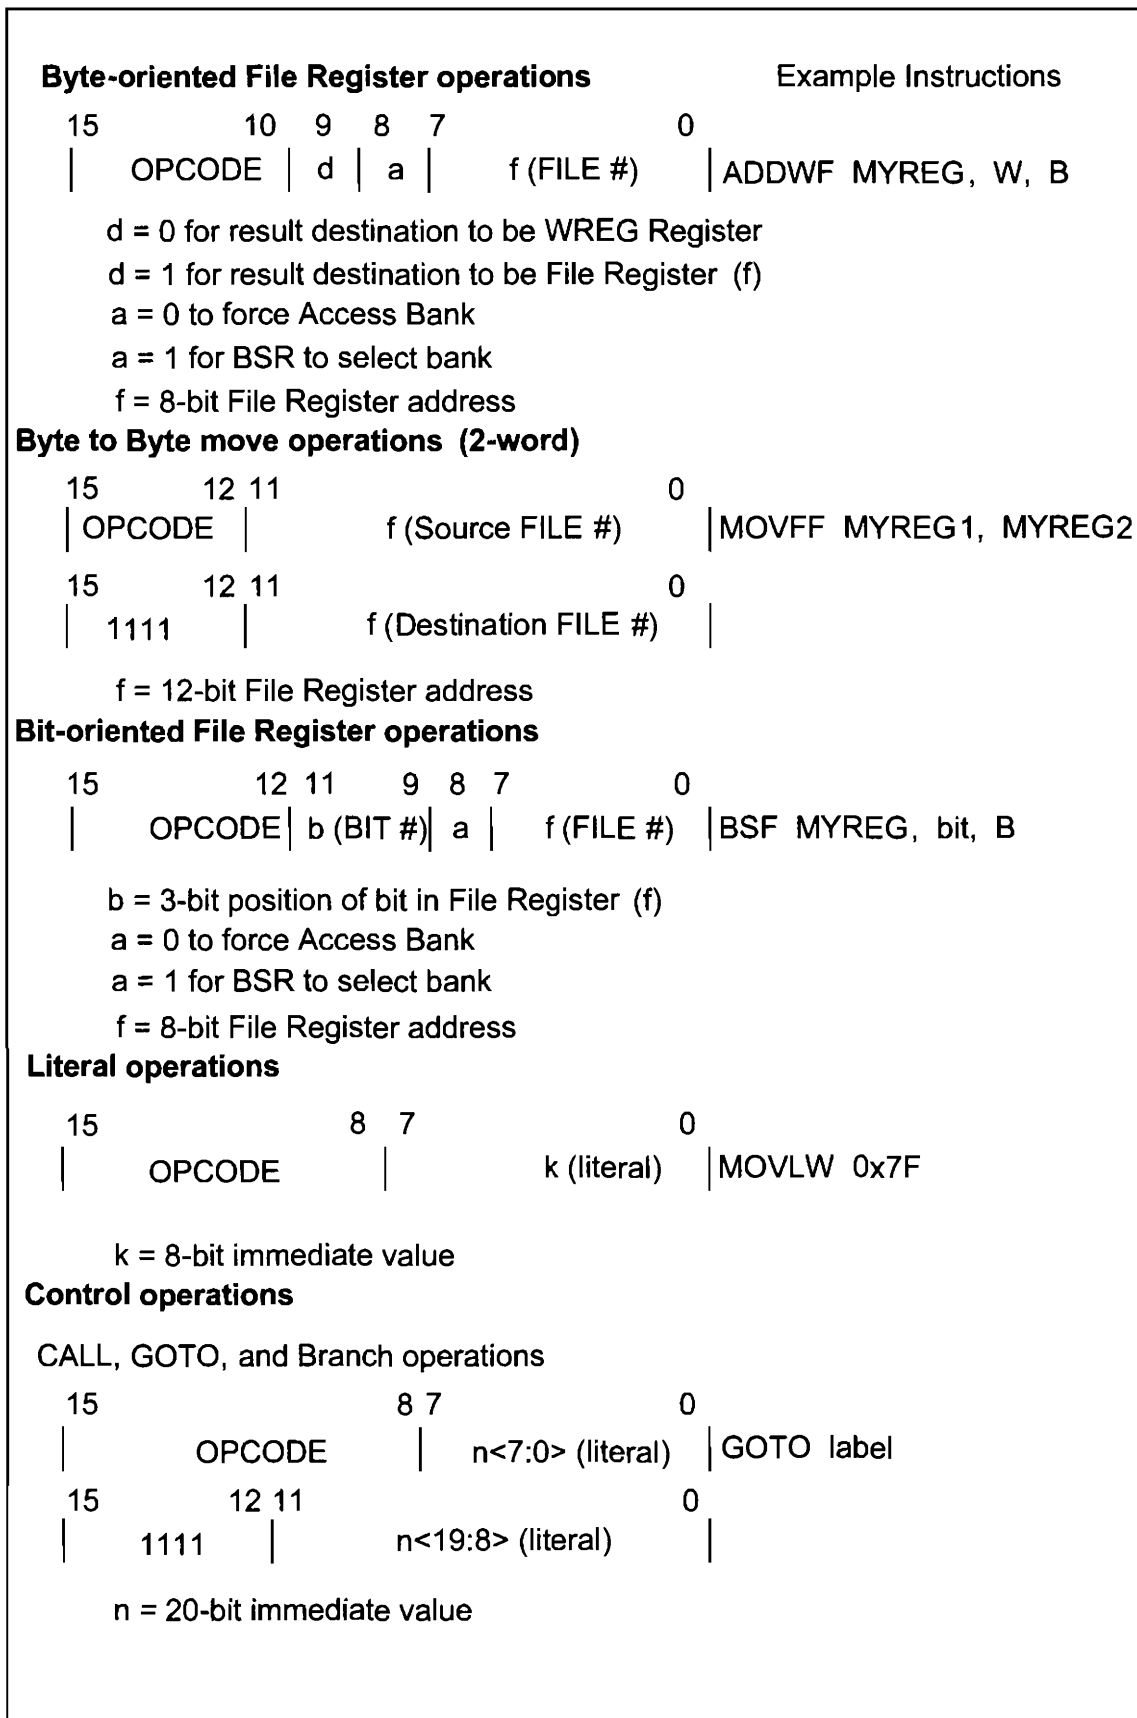 Byte-oriented File Register operations Example Instructions
15 10 9 8 7 0
OPCODE d a f (FILE #) ADDWF MYREG, W, B
d = 0 for result destination to be WREG Register
d = 1 for result destination to be File Register (f)
a = 0 to force Access Bank
a = 1 for BSR to select bank
f = 8-bit File Register address
Byte to Byte move operations (2-word)
15 12 11 0
OPCODE f (Source FILE #) MOVFF MYREG1, MYREG2
15 12 11 0
1111 f (Destination FILE #)
f = 12-bit File Register address
Bit-oriented File Register operations
15 12 11 9 8 7 0
OPCODE b (BIT #) a f (FILE #) BSF MYREG, bit, B
b = 3-bit position of bit in File Register (f)
a = 0 to force Access Bank
a = 1 for BSR to select bank
f = 8-bit File Register address
Literal operations
15 8 7 0
OPCODE k (literal) MOVLW 0x7F
k = 8-bit immediate value
Control operations
CALL, GOTO, and Branch operations
15 8 7 0
OPCODE n<7:0> (literal) GOTO label
15 12 11 0
1111 n<19:8> (literal)
n = 20-bit immediate value